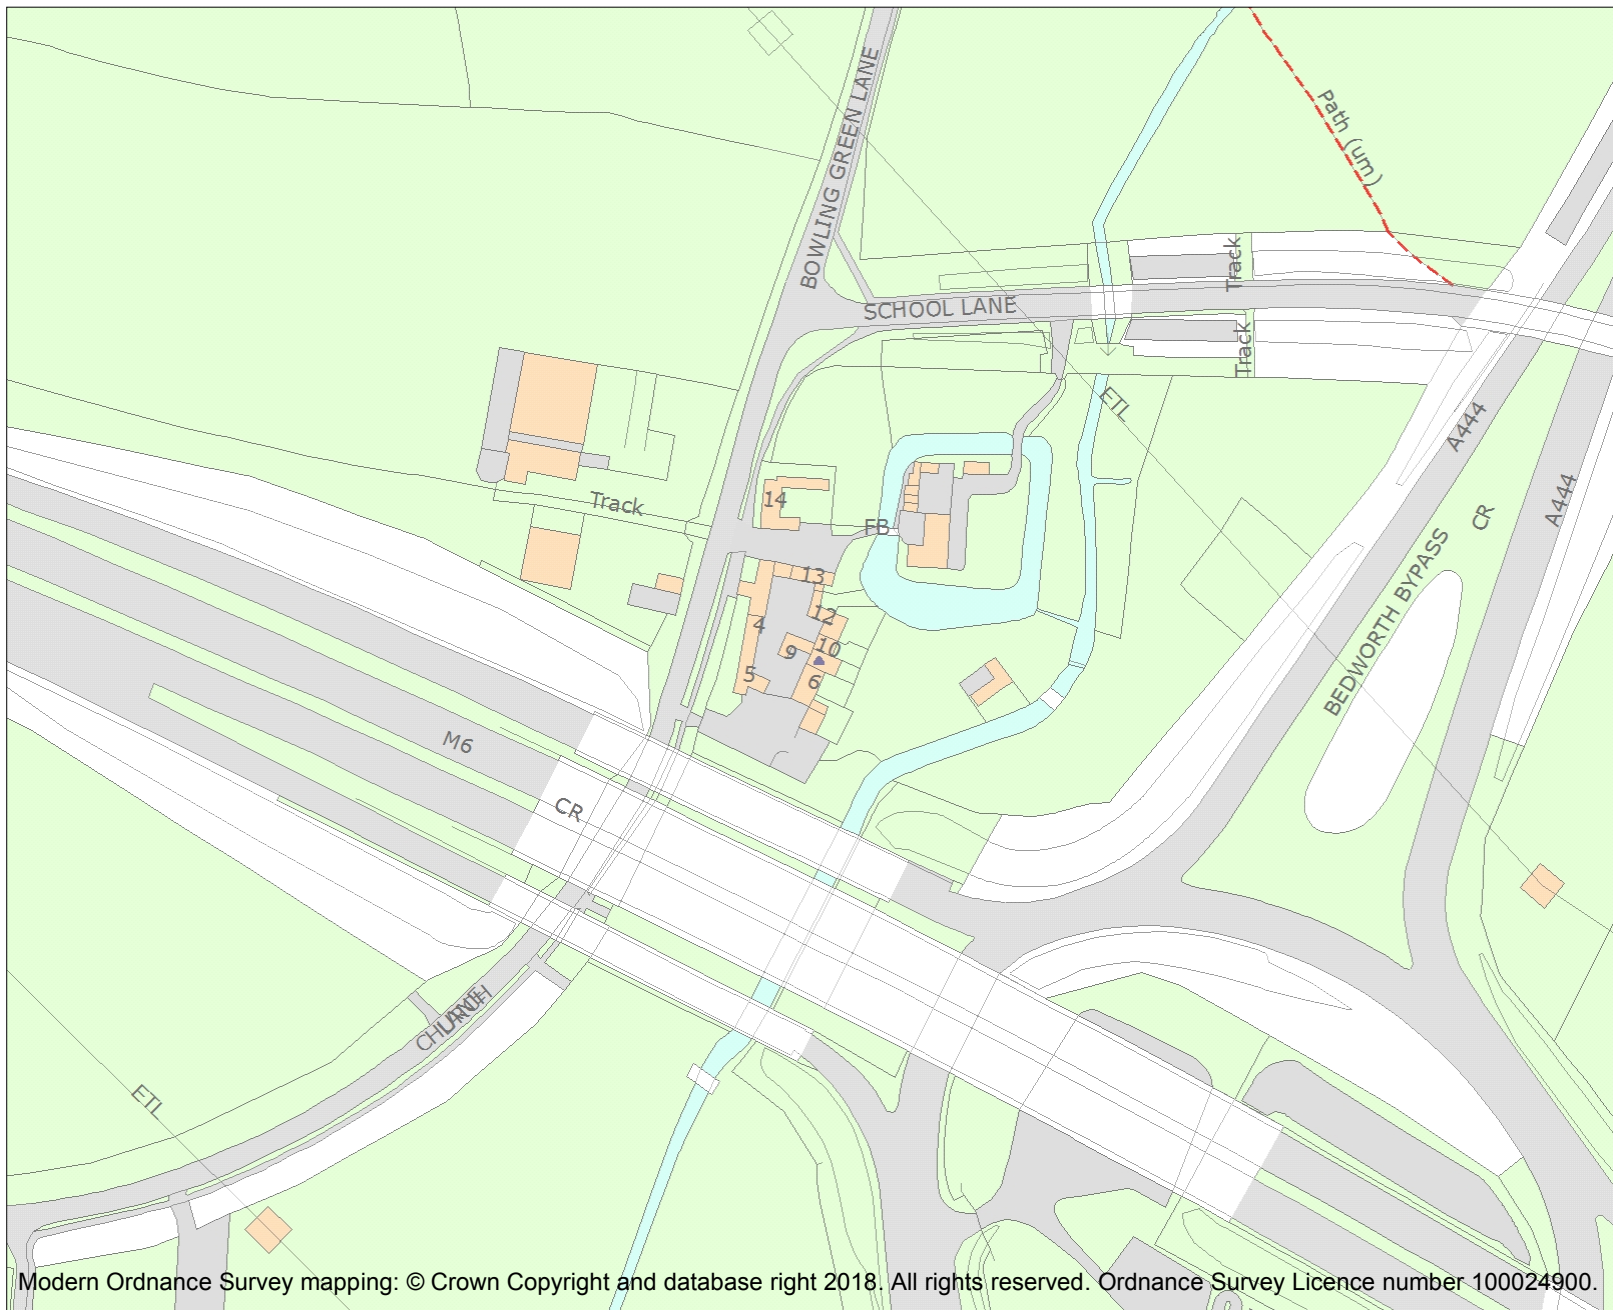 BOWLING GREEN LANE
Path (um)
Track
SCHOOL LANE
Track
ETL
A444
A444
CR
BEDWORTH BYPASS
Track
14
FB
13
12
4
10
9
5
6
M6
CR
CHURCH
LANE
ETL
Modern Ordnance Survey mapping: © Crown Copyright and database right 2018. All rights reserved. Ordnance Survey Licence number 100024900.